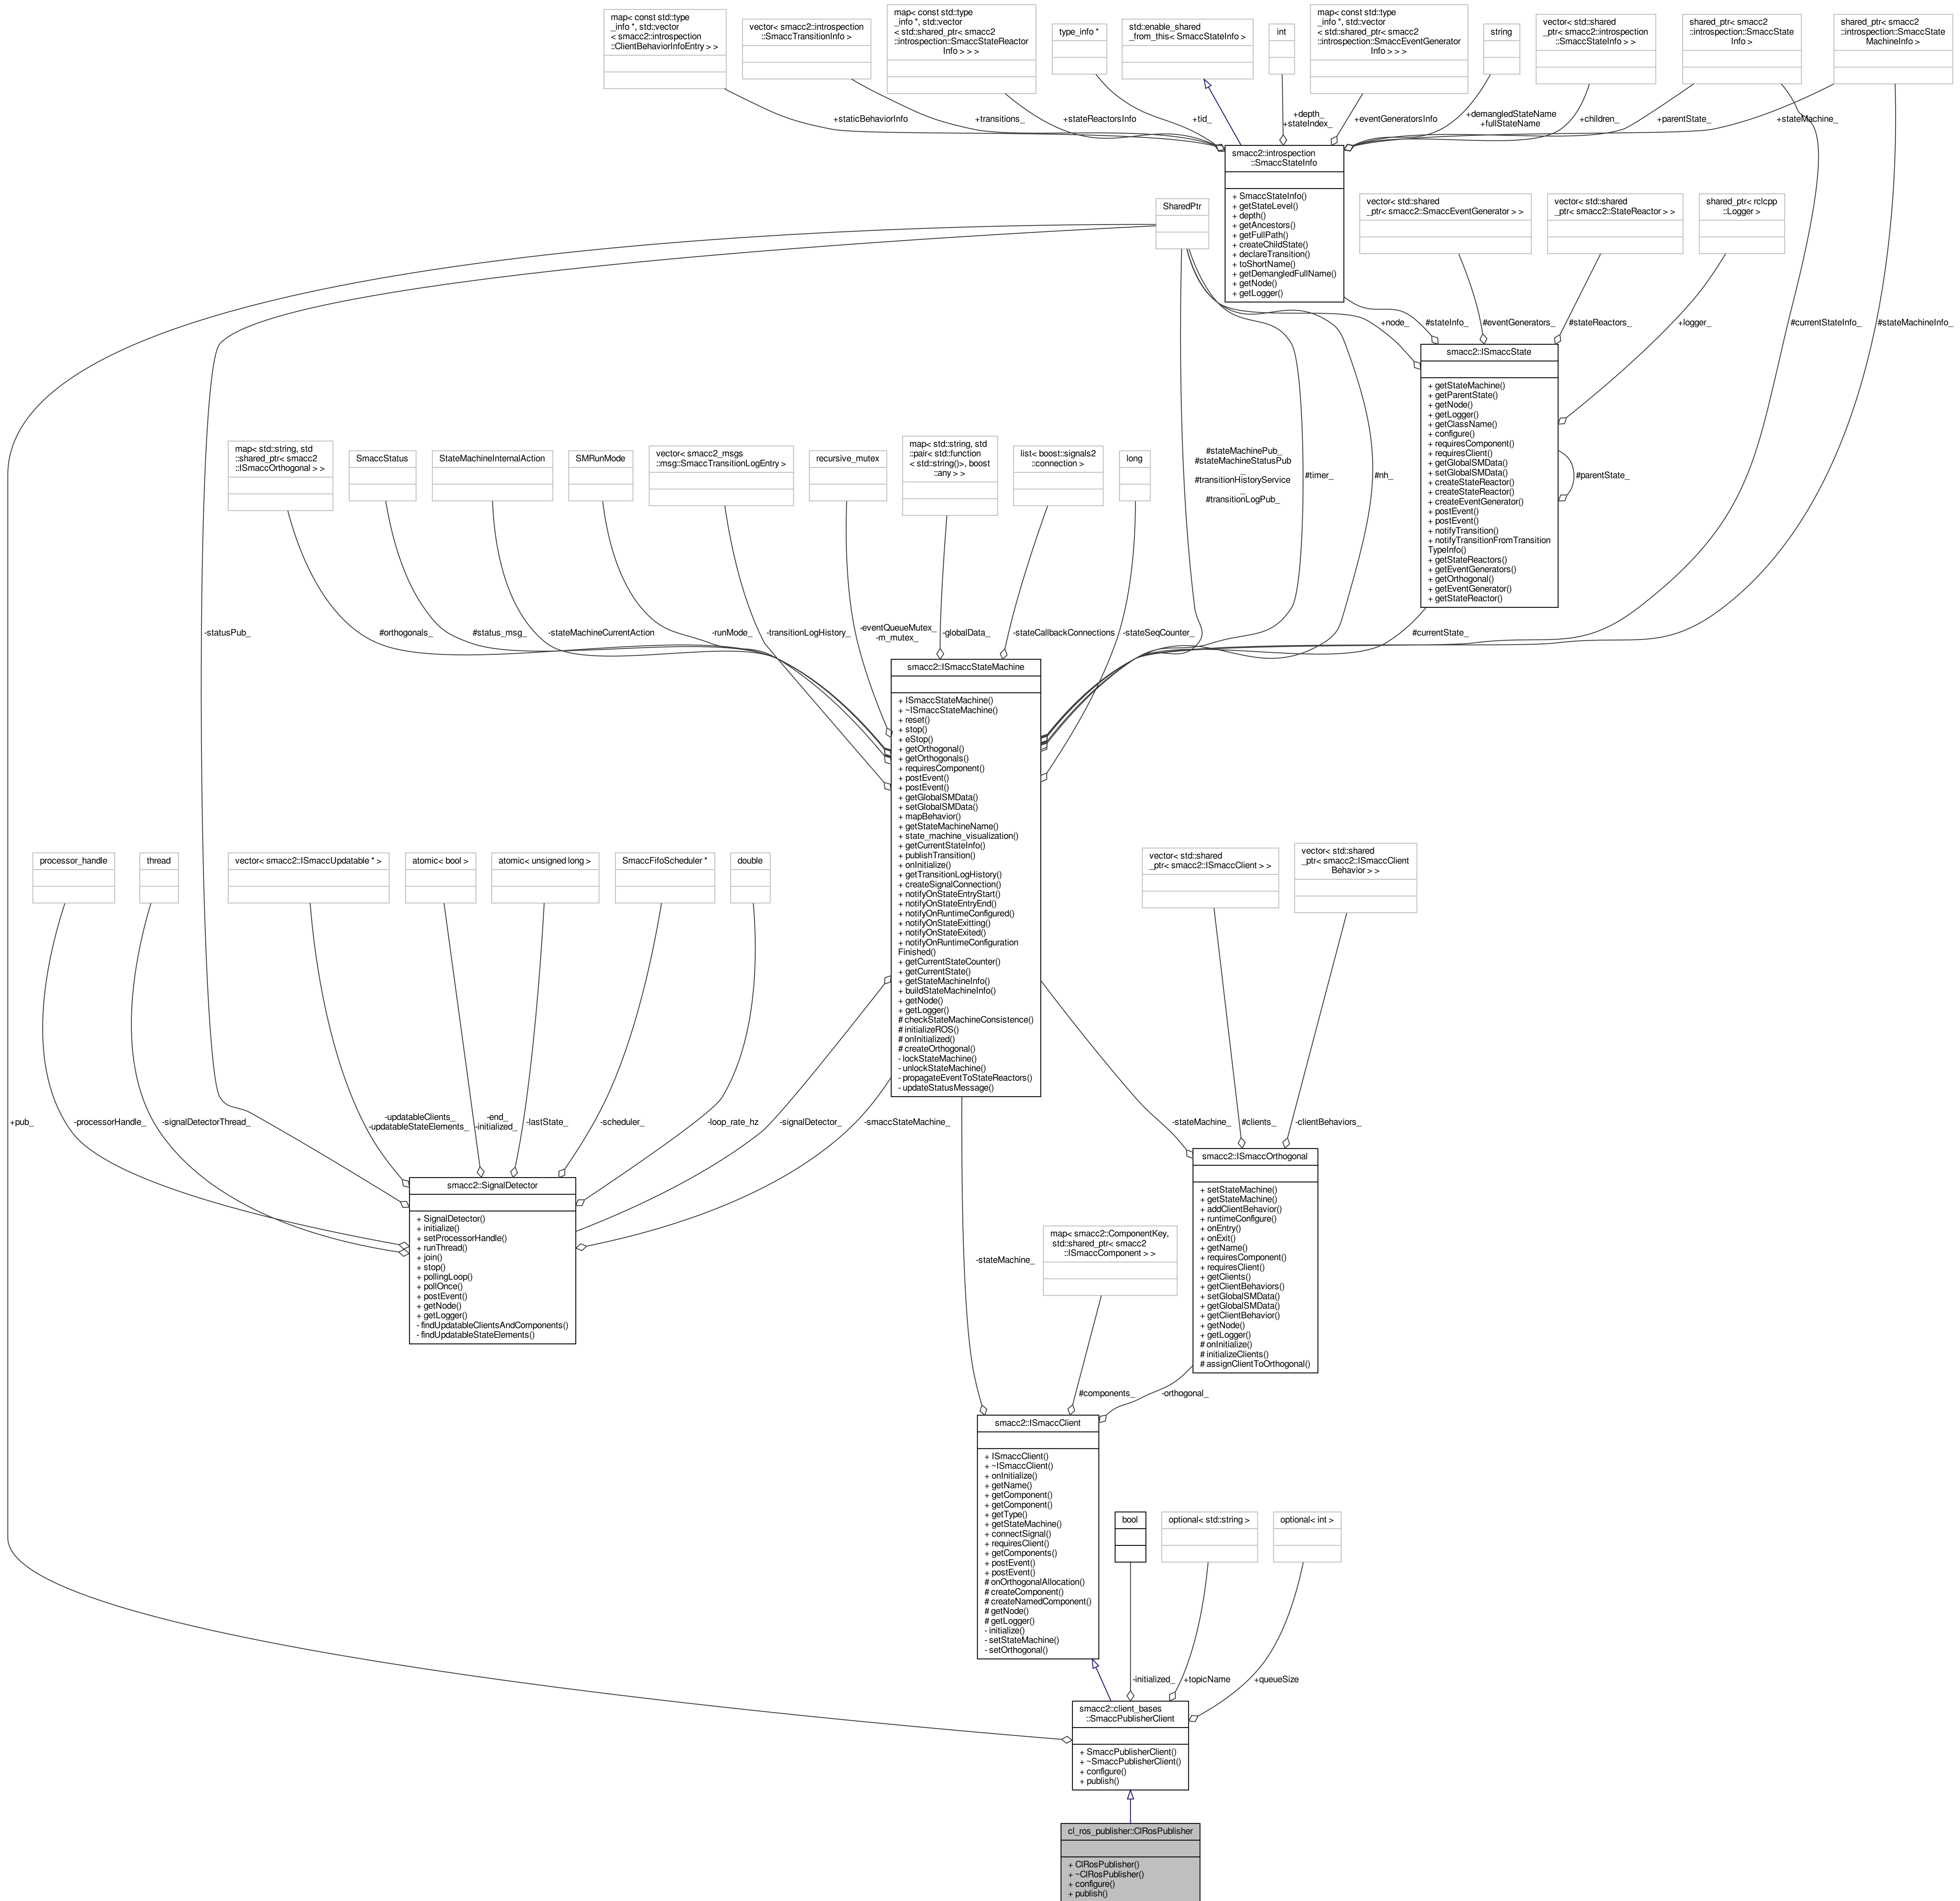 map< const std::type
_info *, std::vector
< smacc2::introspection
::ClientBehaviorInfoEntry > >
vector< smacc2::introspection
::SmaccTransitionInfo >
map< const std::type
_info *, std::vector
< std::shared_ptr< smacc2
::introspection::SmaccStateReactor
Info > > >
type_info *
std::enable_shared
_from_this< SmaccStateInfo >
int
map< const std::type
_info *, std::vector
< std::shared_ptr< smacc2
::introspection::SmaccEventGenerator
Info > > >
string
vector< std::shared
_ptr< smacc2::introspection
::SmaccStateInfo > >
shared_ptr< smacc2
::introspection::SmaccState
Info >
shared_ptr< smacc2
::introspection::SmaccState
MachineInfo >
+staticBehaviorInfo
+transitions_
+stateReactorsInfo
+tid_
+depth_
+stateIndex_
+eventGeneratorsInfo
+demangledStateName
+fullStateName
+children_
+parentState_
+stateMachine_
smacc2::introspection
::SmaccStateInfo
+ SmaccStateInfo()
+ getStateLevel()
+ depth()
+ getAncestors()
+ getFullPath()
+ createChildState()
+ declareTransition()
+ toShortName()
+ getDemangledFullName()
+ getNode()
+ getLogger()
SharedPtr
vector< std::shared
_ptr< smacc2::SmaccEventGenerator > >
vector< std::shared
_ptr< smacc2::StateReactor > >
shared_ptr< rclcpp
::Logger >
+node_
#stateInfo_
#eventGenerators_
#stateReactors_
+logger_
#currentStateInfo_
#stateMachineInfo_
smacc2::ISmaccState
+ getStateMachine()
+ getParentState()
+ getNode()
+ getLogger()
+ getClassName()
+ configure()
+ requiresComponent()
+ requiresClient()
+ getGlobalSMData()
+ setGlobalSMData()
+ createStateReactor()
+ createStateReactor()
+ createEventGenerator()
+ postEvent()
+ postEvent()
+ notifyTransition()
+ notifyTransitionFromTransition
TypeInfo()
+ getStateReactors()
+ getEventGenerators()
+ getOrthogonal()
+ getEventGenerator()
+ getStateReactor()
#parentState_
map< std::string, std
::shared_ptr< smacc2
::ISmaccOrthogonal > >
SmaccStatus
StateMachineInternalAction
SMRunMode
vector< smacc2_msgs
::msg::SmaccTransitionLogEntry >
recursive_mutex
map< std::string, std
::pair< std::function
< std::string()>, boost
::any > >
list< boost::signals2
::connection >
long
#stateMachinePub_
#stateMachineStatusPub
_
#transitionHistoryService
_
#transitionLogPub_
#timer_
#nh_
-statusPub_
#orthogonals_
#status_msg_
-stateMachineCurrentAction
-runMode_
-transitionLogHistory_
-eventQueueMutex_
-m_mutex_
-globalData_
-stateCallbackConnections
-stateSeqCounter_
#currentState_
smacc2::ISmaccStateMachine
+ ISmaccStateMachine()
+ ~ISmaccStateMachine()
+ reset()
+ stop()
+ eStop()
+ getOrthogonal()
+ getOrthogonals()
+ requiresComponent()
+ postEvent()
+ postEvent()
+ getGlobalSMData()
+ setGlobalSMData()
+ mapBehavior()
+ getStateMachineName()
+ state_machine_visualization()
+ getCurrentStateInfo()
+ publishTransition()
+ onInitialize()
+ getTransitionLogHistory()
+ createSignalConnection()
+ notifyOnStateEntryStart()
+ notifyOnStateEntryEnd()
+ notifyOnRuntimeConfigured()
+ notifyOnStateExitting()
+ notifyOnStateExited()
+ notifyOnRuntimeConfiguration
Finished()
+ getCurrentStateCounter()
+ getCurrentState()
+ getStateMachineInfo()
+ buildStateMachineInfo()
+ getNode()
+ getLogger()
# checkStateMachineConsistence()
# initializeROS()
# onInitialized()
# createOrthogonal()
- lockStateMachine()
- unlockStateMachine()
- propagateEventToStateReactors()
- updateStatusMessage()
processor_handle
thread
vector< smacc2::ISmaccUpdatable * >
atomic< bool >
atomic< unsigned long >
SmaccFifoScheduler *
double
vector< std::shared
_ptr< smacc2::ISmaccClient > >
vector< std::shared
_ptr< smacc2::ISmaccClient
Behavior > >
+pub_
-processorHandle_
-signalDetectorThread_
-updatableClients_
-updatableStateElements_
-end_
-initialized_
-lastState_
-scheduler_
-loop_rate_hz
-signalDetector_
-smaccStateMachine_
-stateMachine_
#clients_
-clientBehaviors_
smacc2::SignalDetector
+ SignalDetector()
+ initialize()
+ setProcessorHandle()
+ runThread()
+ join()
+ stop()
+ pollingLoop()
+ pollOnce()
+ postEvent()
+ getNode()
+ getLogger()
- findUpdatableClientsAndComponents()
- findUpdatableStateElements()
smacc2::ISmaccOrthogonal
+ setStateMachine()
+ getStateMachine()
+ addClientBehavior()
+ runtimeConfigure()
+ onEntry()
+ onExit()
+ getName()
+ requiresComponent()
+ requiresClient()
+ getClients()
+ getClientBehaviors()
+ setGlobalSMData()
+ getGlobalSMData()
+ getClientBehavior()
+ getNode()
+ getLogger()
# onInitialize()
# initializeClients()
# assignClientToOrthogonal()
map< smacc2::ComponentKey,
std::shared_ptr< smacc2
::ISmaccComponent > >
-stateMachine_
#components_
-orthogonal_
smacc2::ISmaccClient
+ ISmaccClient()
+ ~ISmaccClient()
+ onInitialize()
+ getName()
+ getComponent()
+ getComponent()
+ getType()
+ getStateMachine()
+ connectSignal()
+ requiresClient()
+ getComponents()
+ postEvent()
+ postEvent()
# onOrthogonalAllocation()
# createComponent()
# createNamedComponent()
# getNode()
# getLogger()
- initialize()
- setStateMachine()
- setOrthogonal()
bool
optional< std::string >
optional< int >
-initialized_
+topicName
+queueSize
smacc2::client_bases
::SmaccPublisherClient
+ SmaccPublisherClient()
+ ~SmaccPublisherClient()
+ configure()
+ publish()
cl_ros_publisher::ClRosPublisher
+ ClRosPublisher()
+ ~ClRosPublisher()
+ configure()
+ publish()